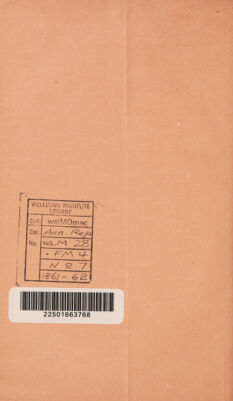 WELLCOME INSTITUTE
LIBRARY
Coll. welMOmec
Call Ann. Rep
No. WLM 28
.FM4
N87
1861-62
22501663768